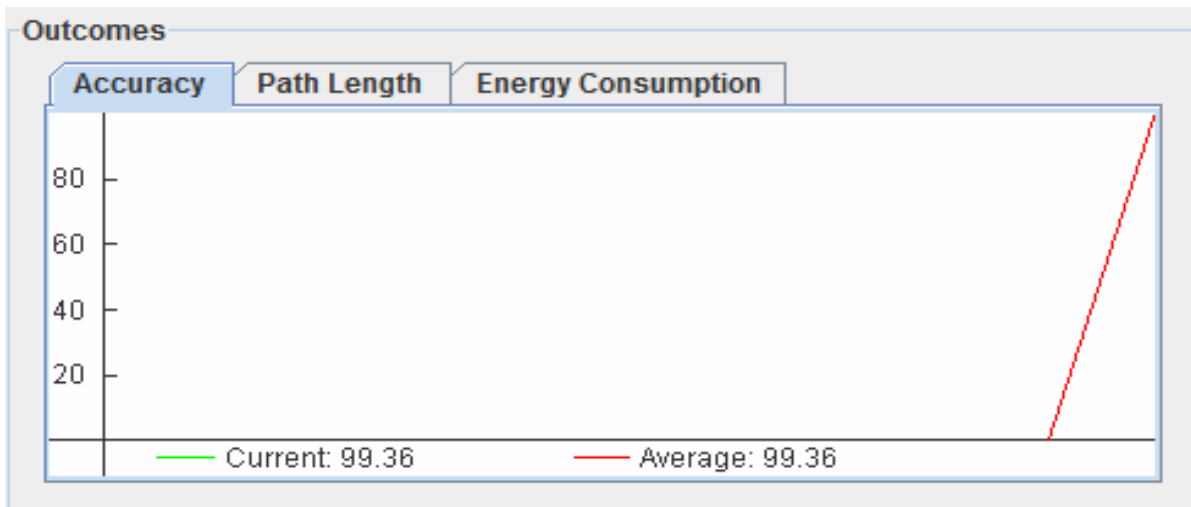 Outcomes
Accuracy Path Length Energy Consumption
80
60
40
20
Current: 99.36 Average: 99.36